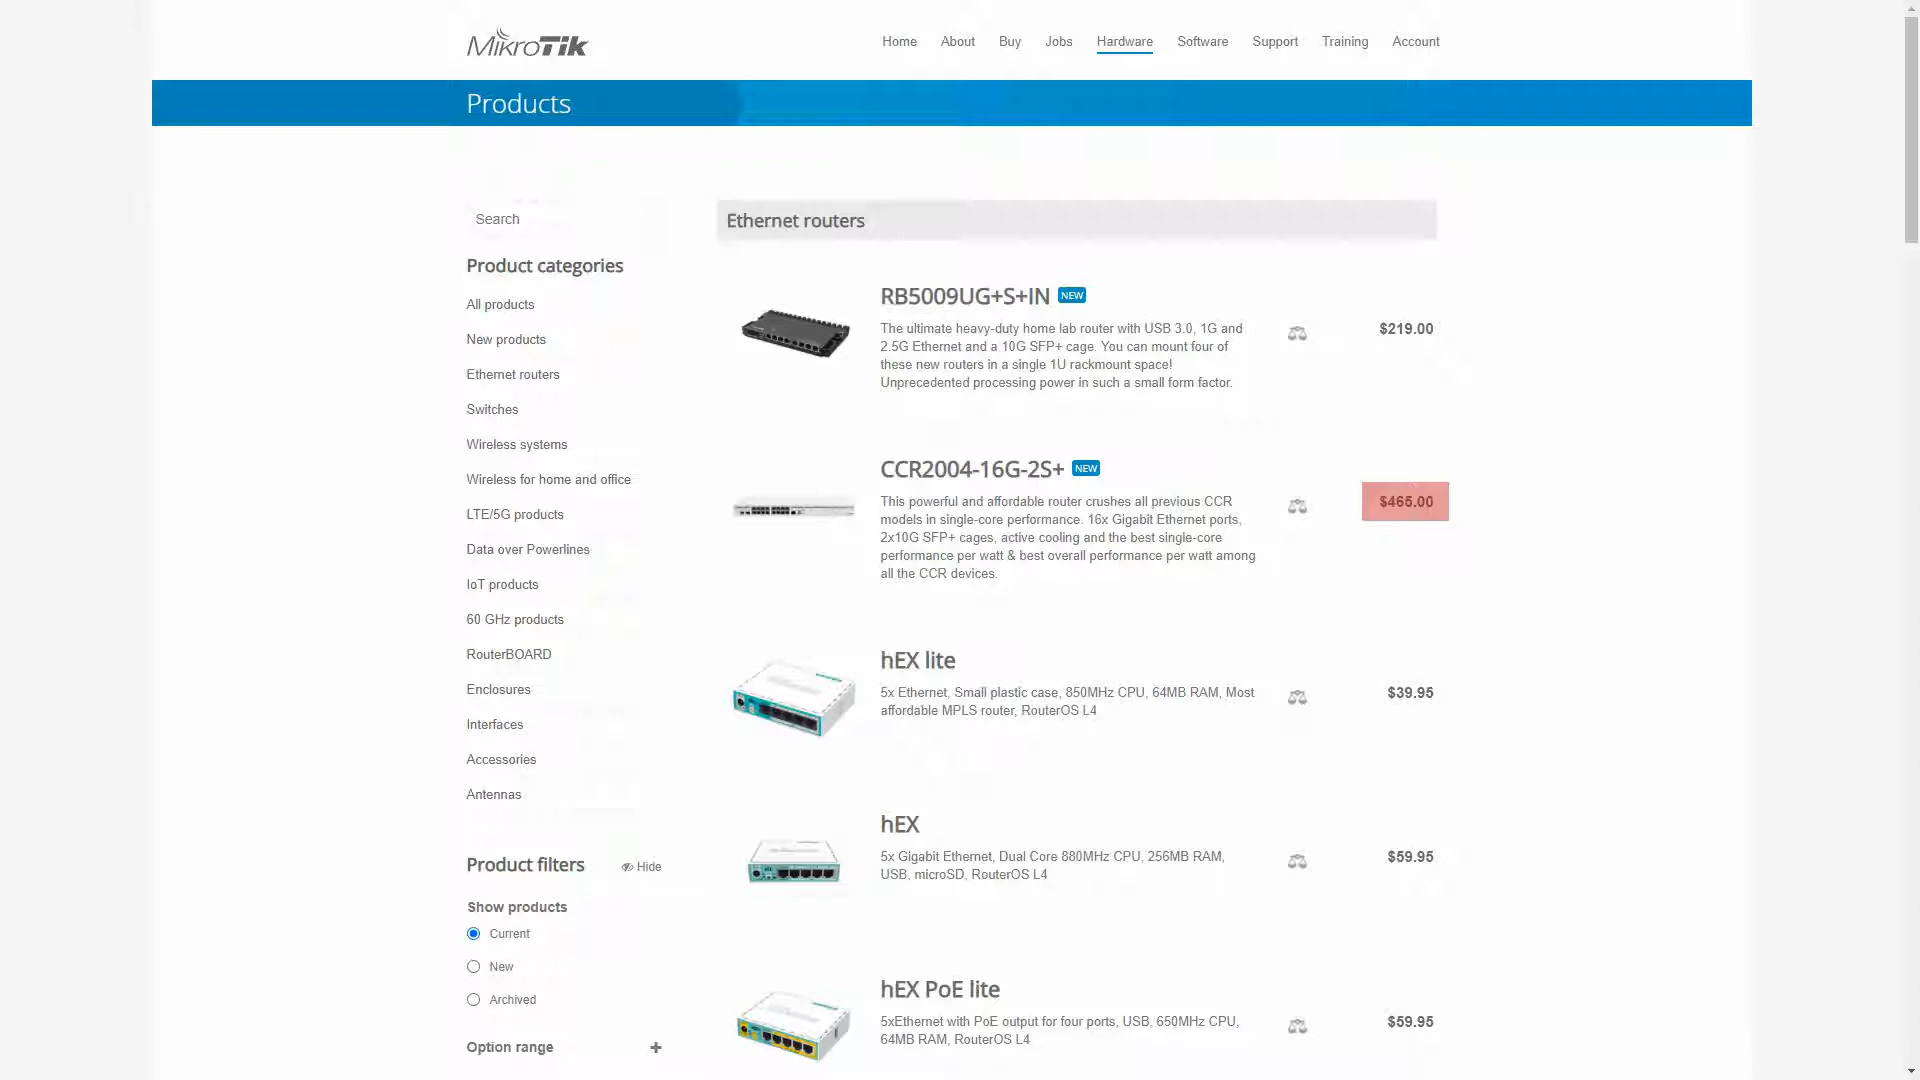 MikroTik
Home About Buy Jobs Hardware Software Support Training Account
Products
Search
Product categories
All products
New products
Ethernet routers
Switches
Wireless systems
Wireless for home and office
LTE/5G products
Data over Powerlines
IoT products
60 GHz products
RouterBOARD
Enclosures
Interfaces
Accessories
Antennas
Product filters
Hide
Show products
Current
New
Archived
Option range
Ethernet routers
RB5009UG+S+IN NEW
The ultimate heavy-duty home lab router with USB 3.0, 1G and
2.5G Ethernet and a 10G SFP+ cage. You can mount four of
these new routers in a single 1U rackmount space!
Unprecedented processing power in such a small form factor.
$219.00
CCR2004-16G-2S+ NEW
This powerful and affordable router crushes all previous CCR
models in single-core performance. 16x Gigabit Ethernet ports,
2x10G SFP+ cages, active cooling and the best single-core
performance per watt & best overall performance per watt among
all the CCR devices.
$465.00
hEX lite
5x Ethernet, Small plastic case, 850MHz CPU, 64MB RAM, Most
affordable MPLS router, RouterOS L4
$39.95
hEX
5x Gigabit Ethernet, Dual Core 880MHz CPU, 256MB RAM,
USB, microSD, RouterOS L4
$59.95
hEX PoE lite
5xEthernet with PoE output for four ports, USB, 650MHz CPU,
64MB RAM, RouterOS L4
$59.95